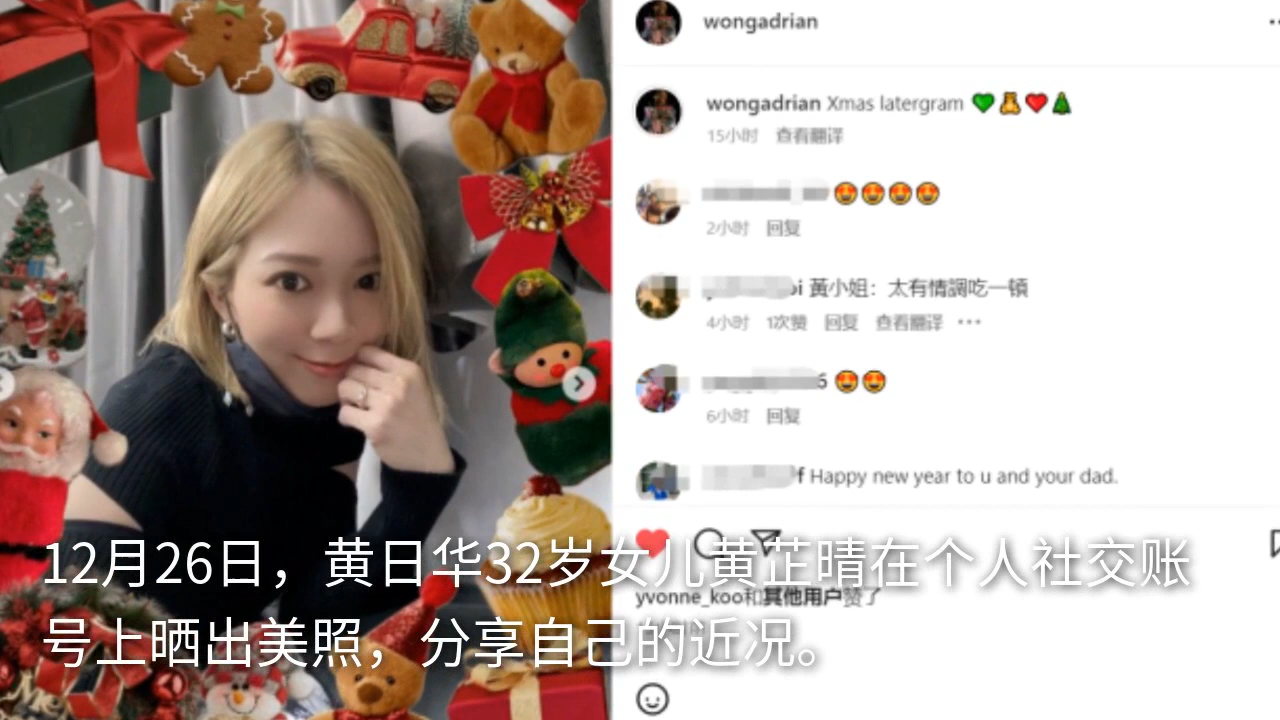 wongadrian
wongadrian Xmas latergram 💚🧸❤️🎄
15小时 查看翻译
😍😍😍😍
2小时 回复
黃小姐：太有情調吃一頓
4小时 1次赞 回复 查看翻译 •••
😍😍
6小时 回复
f Happy new year to u and your dad.
yvonne_koo和其他用户赞了
12月26日，黄日华32岁女儿黄芷晴在个人社交账
号上晒出美照，分享自己的近况。